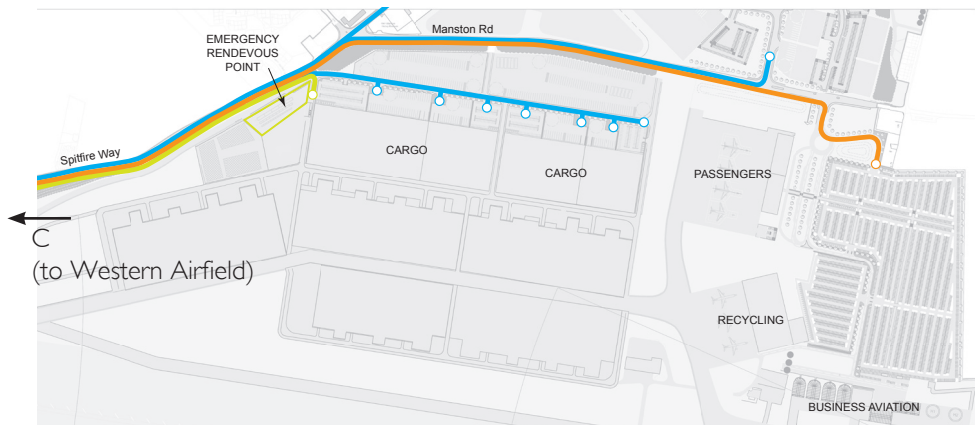 EMERGENCY
RENDEVOUS
POINT
Manston Rd
Spitfire Way
CARGO
CARGO
PASSENGERS
C
(to Western Airfield)
RECYCLING
BUSINESS AVIATION